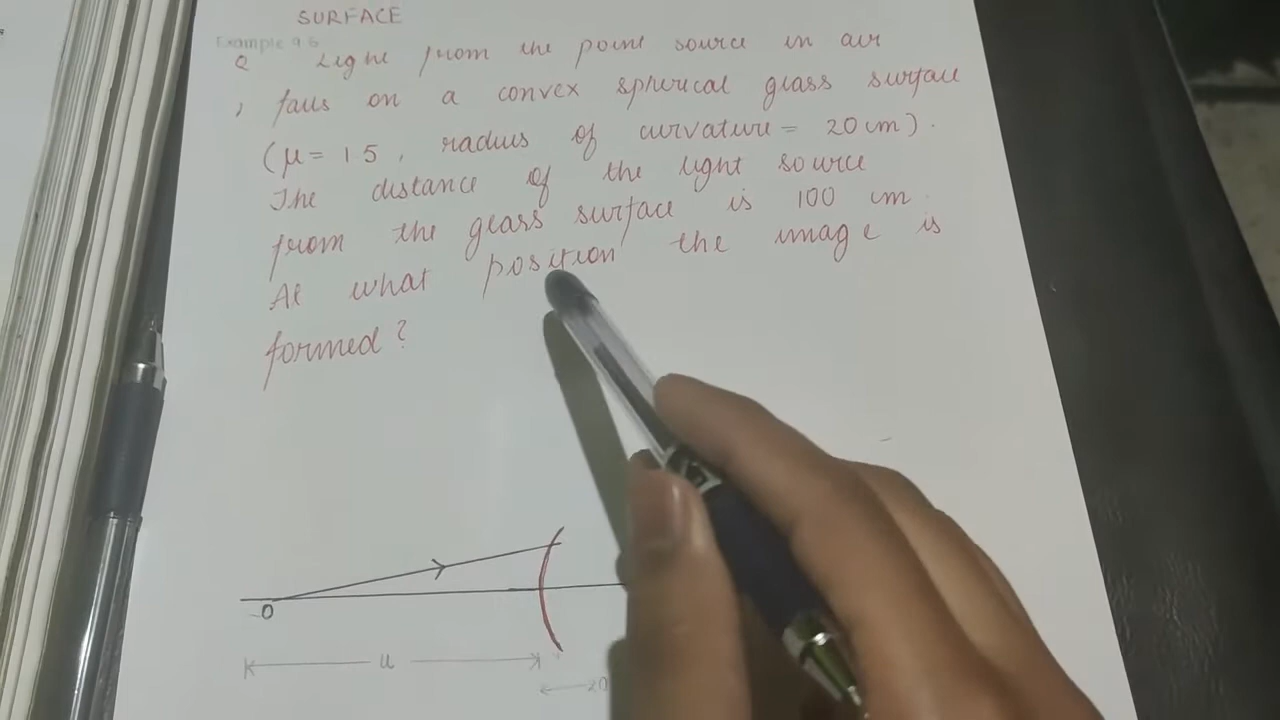 SURFACE
Example 9.6
Q Light from the point source in air
, falls on a convex spherical glass surface
(μ = 1.5, radius of curvature = 20 cm).
The distance of the light source
from the glass surface is 100 cm.
At what position the image is
formed?
O
u
20